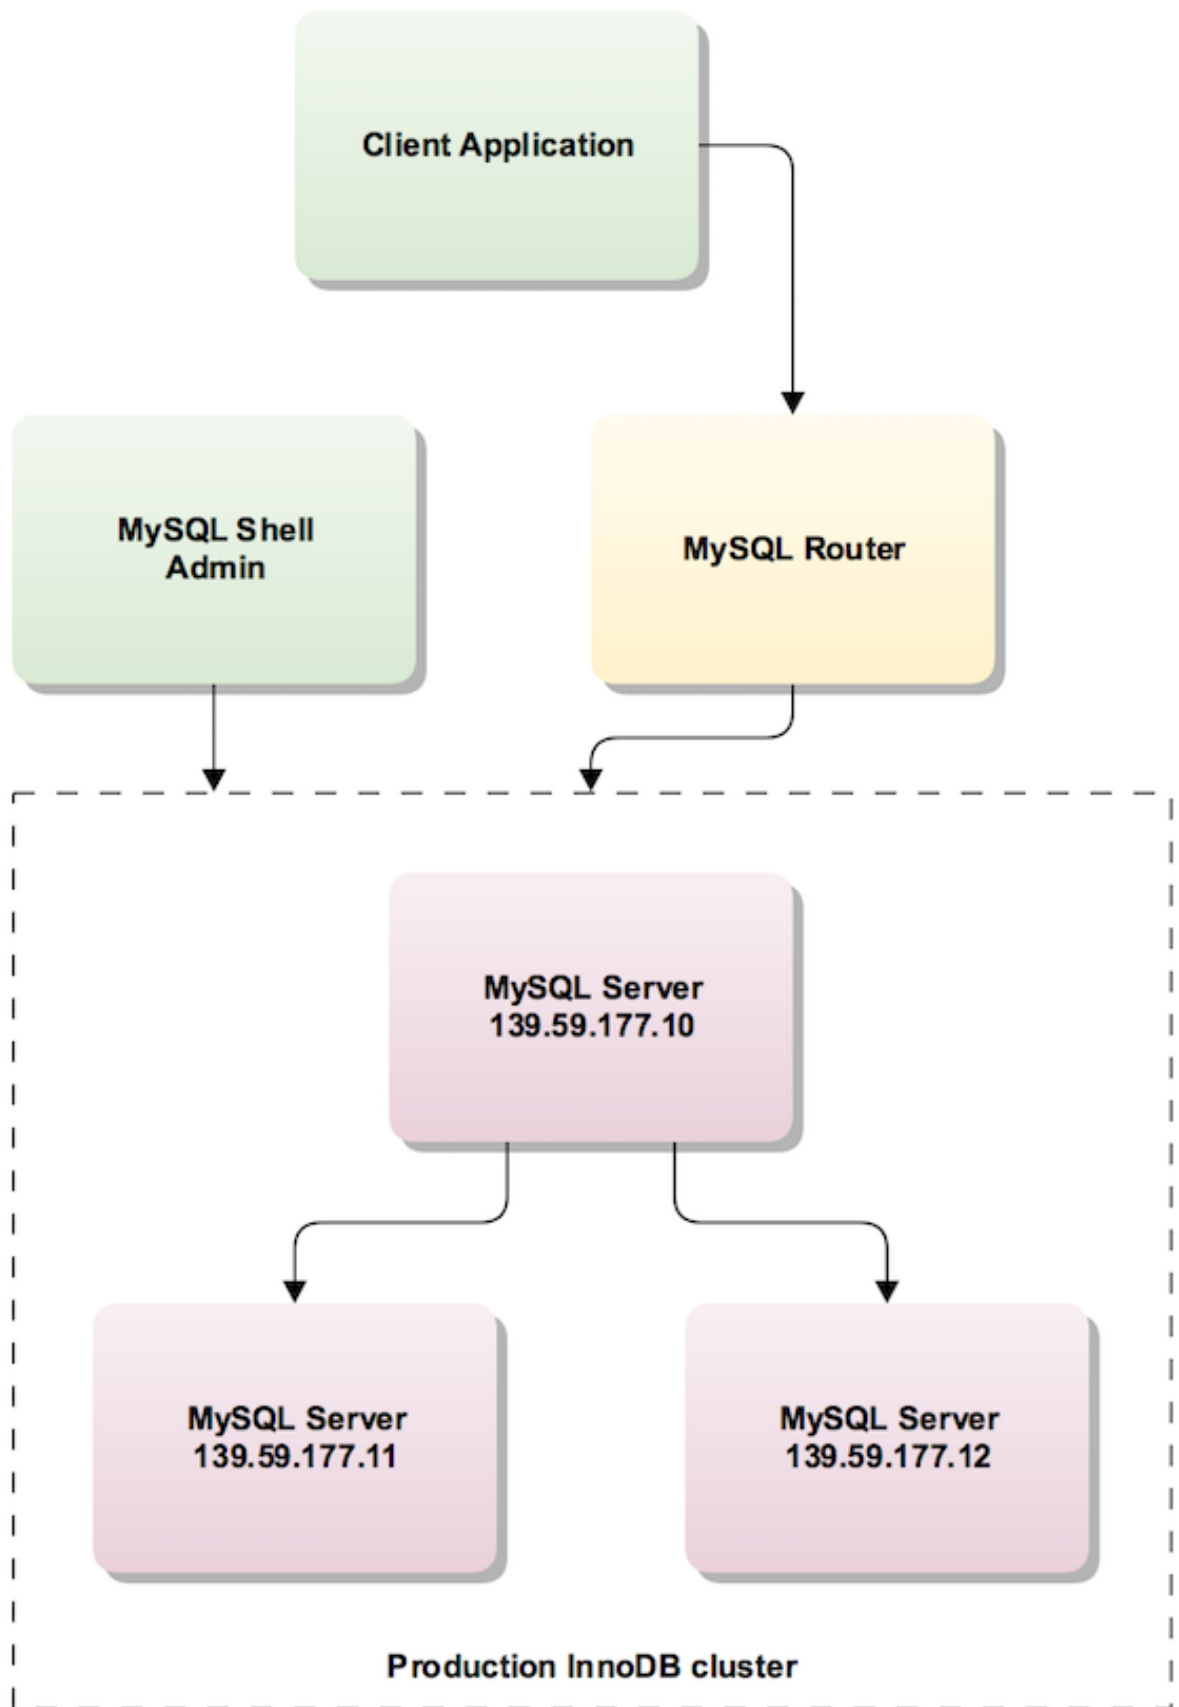 Client Application
MySQL Shell
Admin
MySQL Router
MySQL Server
139.59.177.10
MySQL Server
139.59.177.11
MySQL Server
139.59.177.12
Production InnoDB cluster